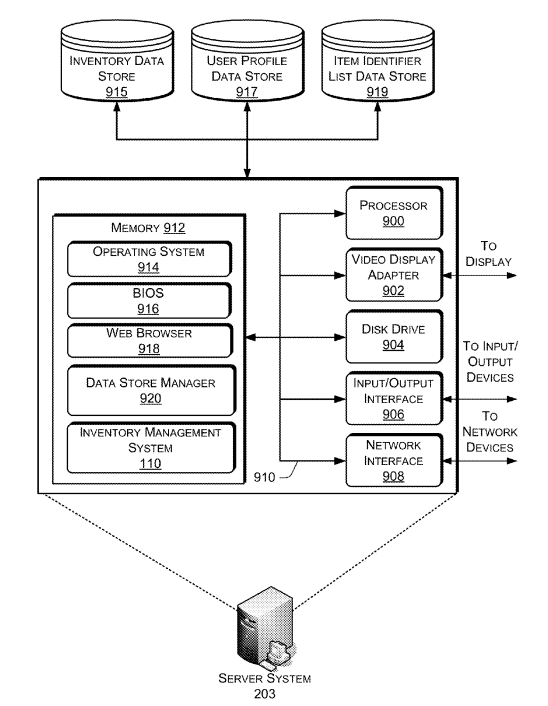 INVENTORY DATA
STORE
915
USER PROFILE
DATA STORE
917
ITEM IDENTIFIER
LIST DATA STORE
919
MEMORY 912
OPERATING SYSTEM
914
BIOS
916
WEB BROWSER
918
DATA STORE MANAGER
920
INVENTORY MANAGEMENT
SYSTEM
110
PROCESSOR
900
VIDEO DISPLAY
ADAPTER
902
DISK DRIVE
904
INPUT/OUTPUT
INTERFACE
906
NETWORK
INTERFACE
908
910
TO
DISPLAY
TO INPUT/
OUTPUT
DEVICES
TO
NETWORK
DEVICES
SERVER SYSTEM
203